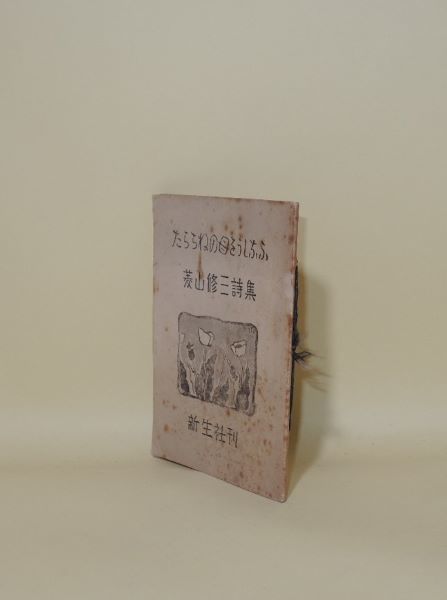 たらちねの母をうしなふ
菱山修三詩集
新生社刊